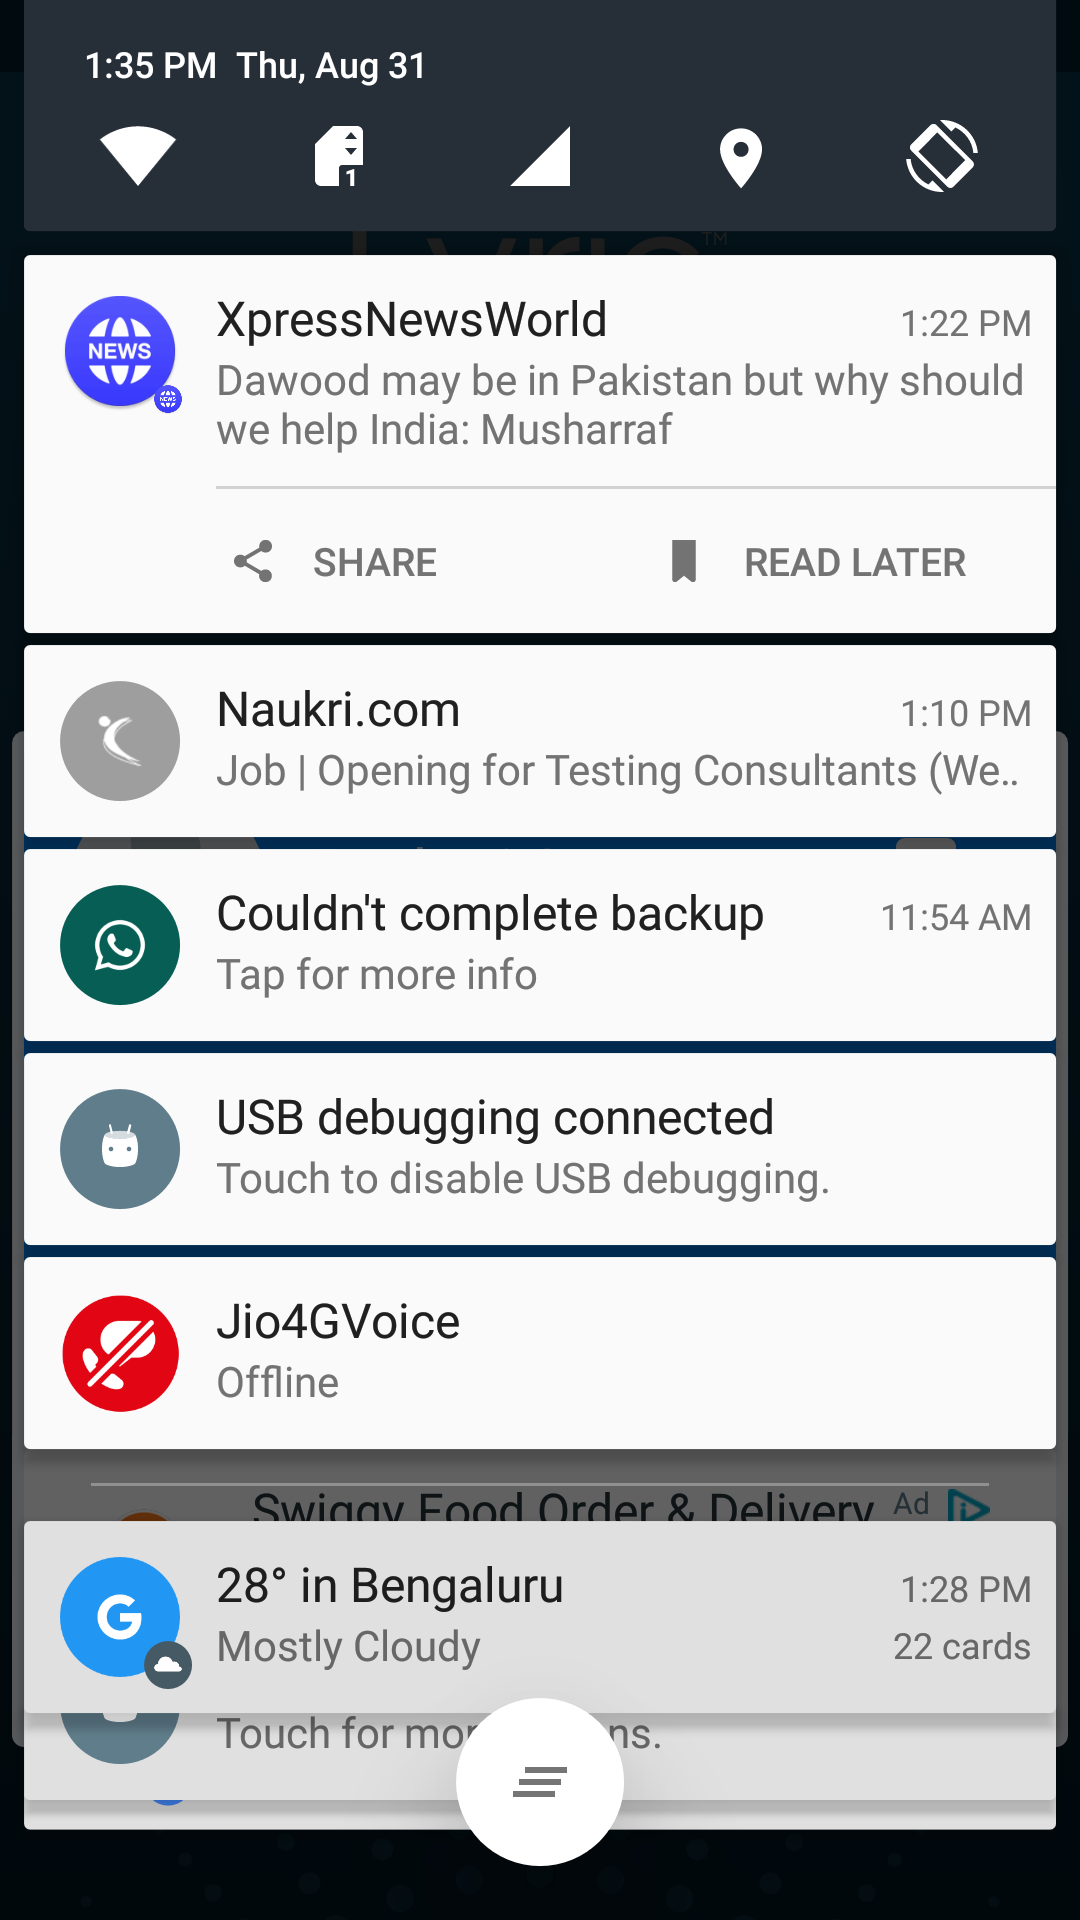 1:35 PM Thu, Aug 31
1
TM
XpressNewsWorld 1:22 PM
NEWS
Dawood may be in Pakistan but why should
we help India: Musharraf
SHARE READ LATER
Naukri.com 1:10 PM
Job | Opening for Testing Consultants (We..
Couldn't complete backup 11:54 AM
Tap for more info
USB debugging connected
Touch to disable USB debugging.
Jio4GVoice
Offline
Swiggy Food Order & Delivery Ad
28° in Bengaluru 1:28 PM
G
Mostly Cloudy 22 cards
Touch for